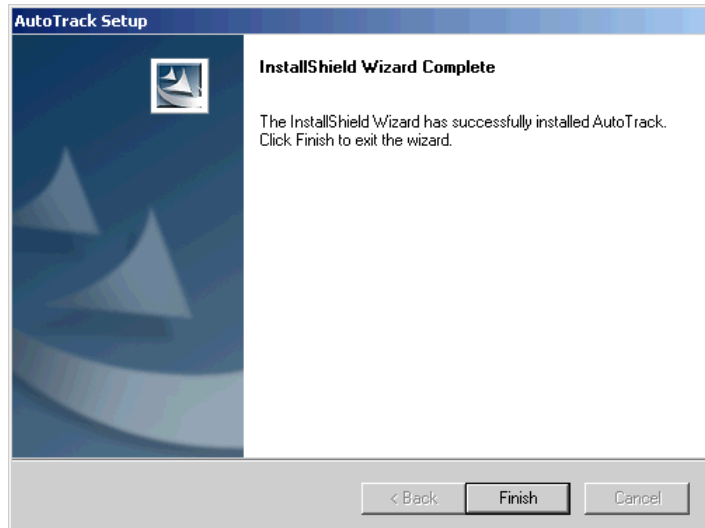 AutoTrack Setup
InstallShield Wizard Complete
The InstallShield Wizard has successfully installed AutoTrack.
Click Finish to exit the wizard.
< Back
Finish
Cancel